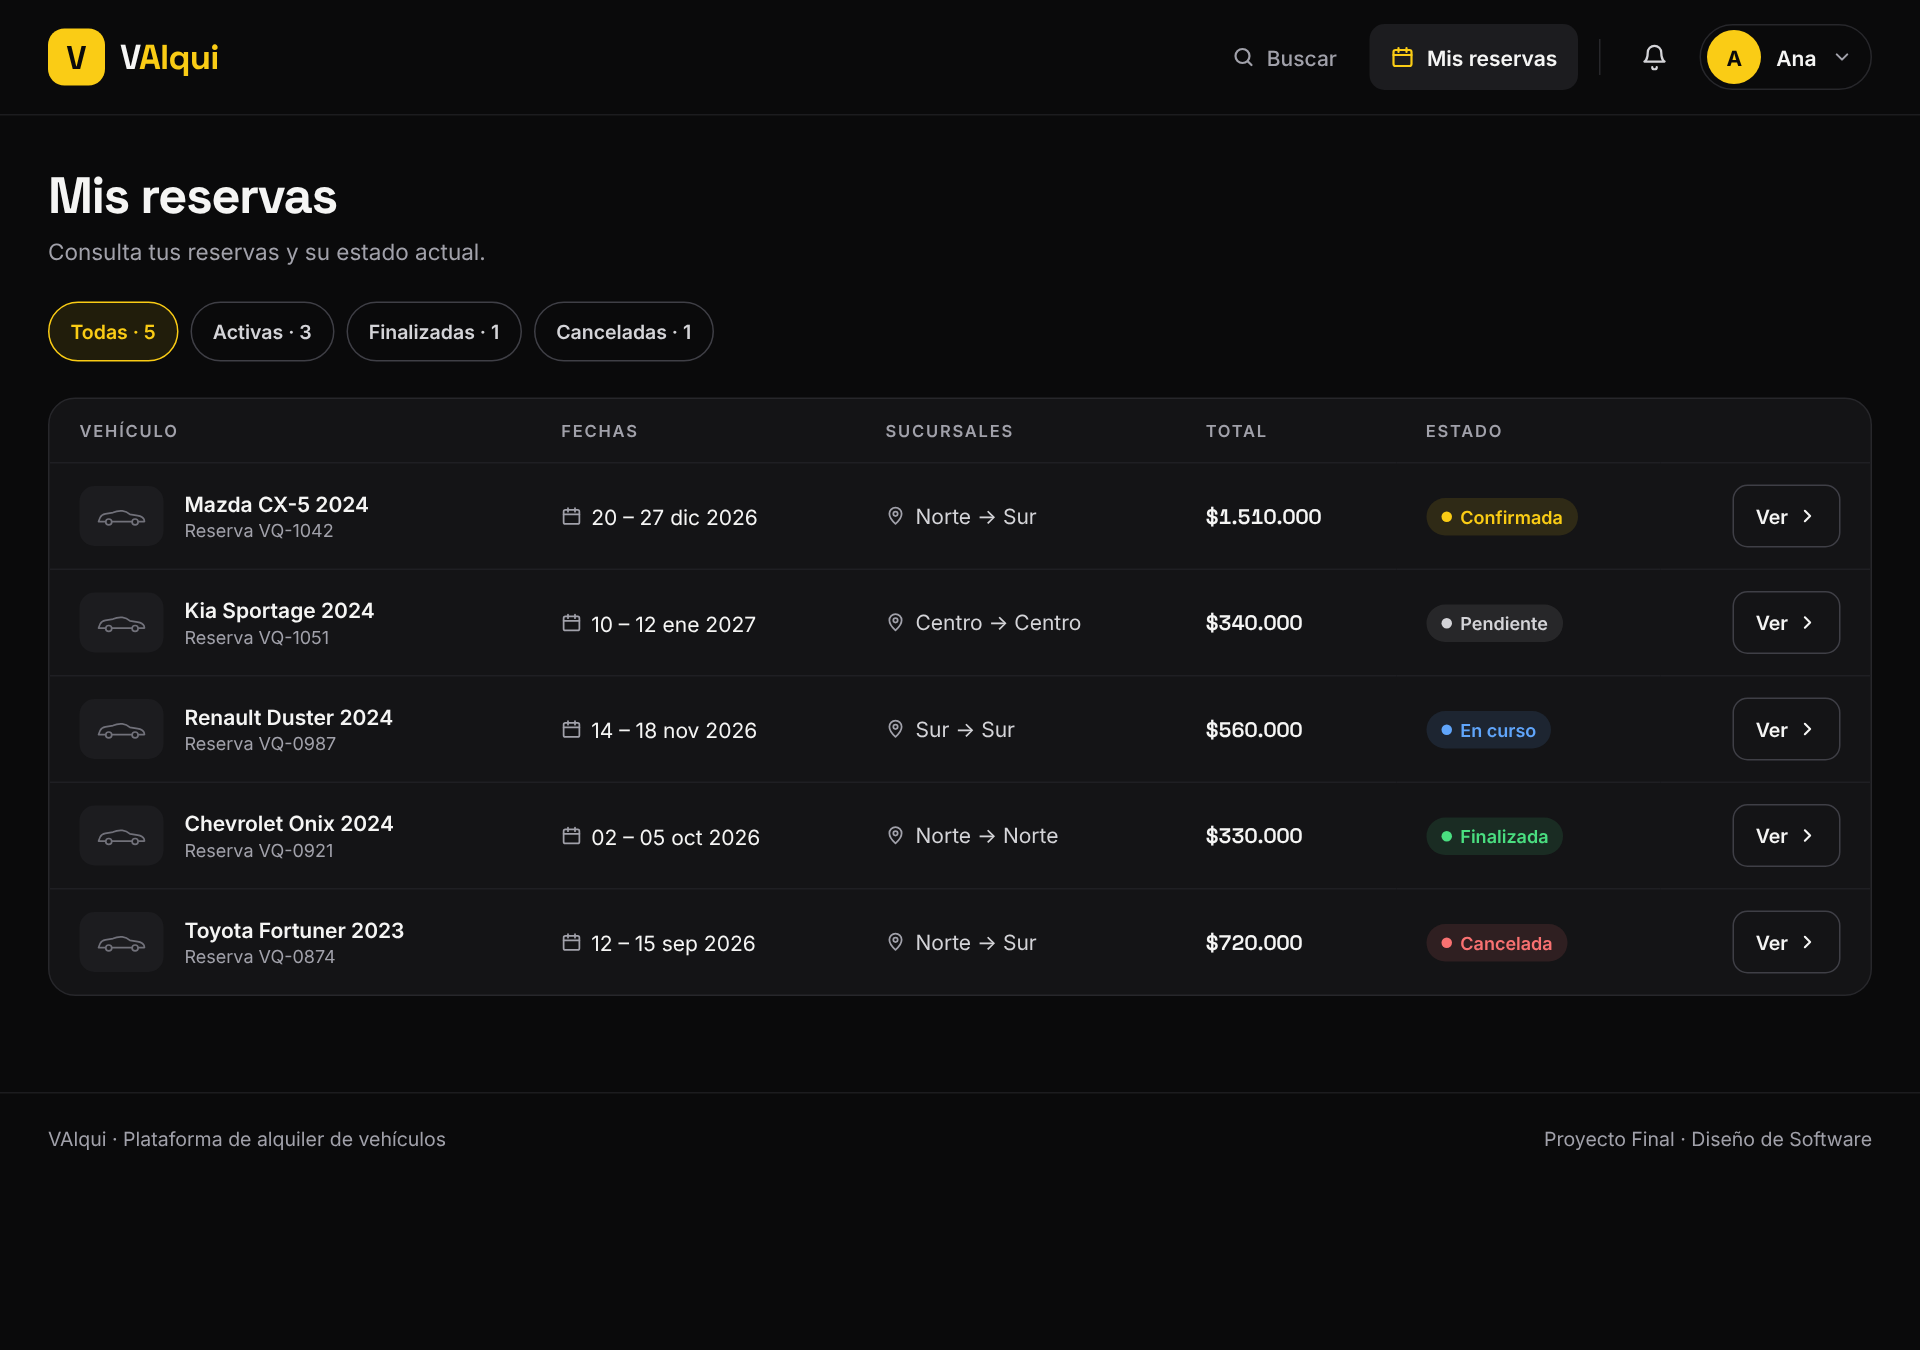 V VAlqui
Buscar
Mis reservas
A Ana
Mis reservas
Consulta tus reservas y su estado actual.
Todas · 5
Activas · 3
Finalizadas · 1
Canceladas · 1
VEHÍCULO FECHAS SUCURSALES TOTAL ESTADO
Mazda CX-5 2024
Reserva VQ-1042
20 – 27 dic 2026
Norte → Sur
$1.510.000
Confirmada
Ver
Kia Sportage 2024
Reserva VQ-1051
10 – 12 ene 2027
Centro → Centro
$340.000
Pendiente
Ver
Renault Duster 2024
Reserva VQ-0987
14 – 18 nov 2026
Sur → Sur
$560.000
En curso
Ver
Chevrolet Onix 2024
Reserva VQ-0921
02 – 05 oct 2026
Norte → Norte
$330.000
Finalizada
Ver
Toyota Fortuner 2023
Reserva VQ-0874
12 – 15 sep 2026
Norte → Sur
$720.000
Cancelada
Ver
VAlqui · Plataforma de alquiler de vehículos
Proyecto Final · Diseño de Software